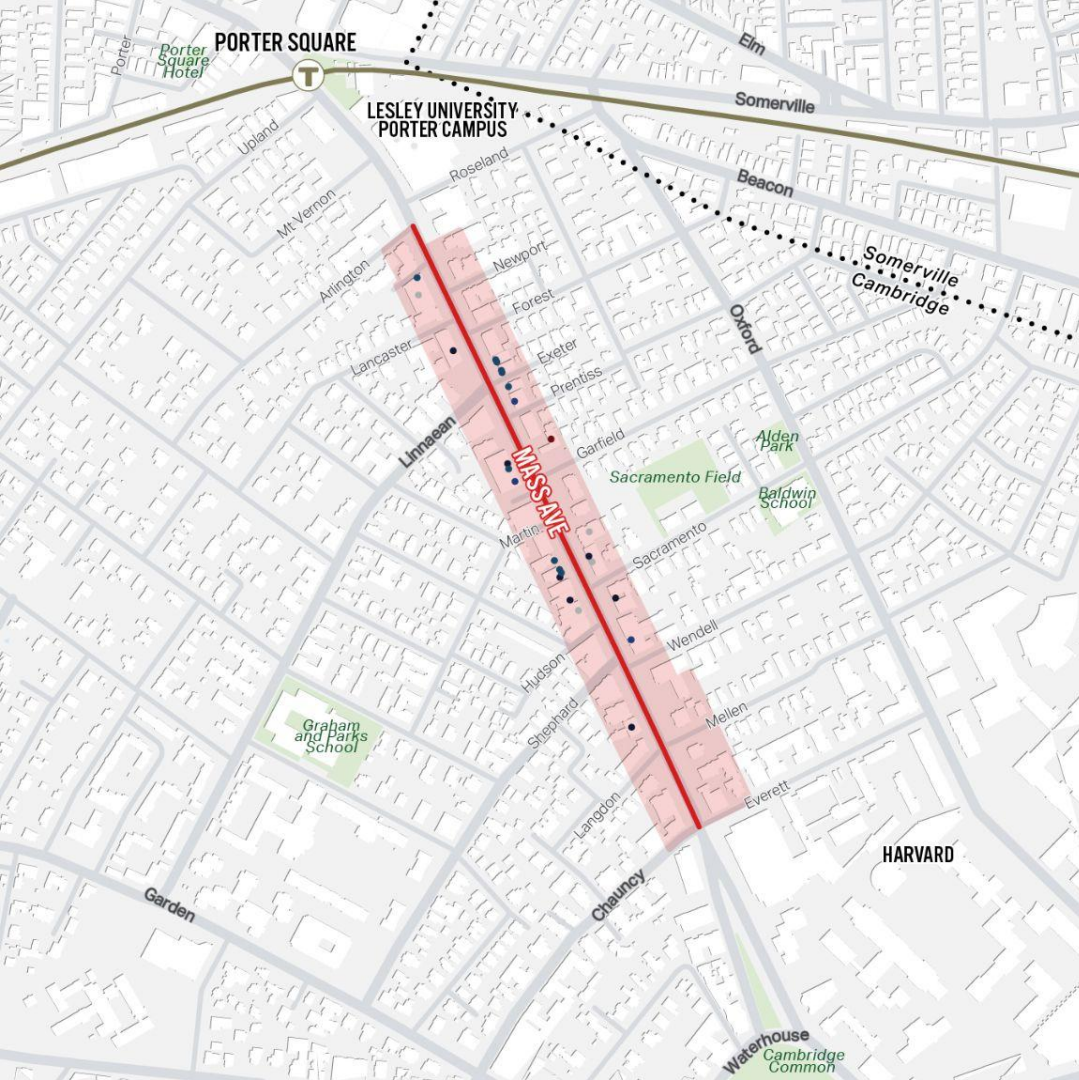 PORTER SQUARE
Porter
Porter
Square
Hotel
T
Elm
Somerville
LESLEY UNIVERSITY
PORTER CAMPUS
Upland
Roseland
Beacon
Mt Vernon
Newport
Somerville
Cambridge
Arlington
Forest
Oxford
Lancaster
Exeter
Prentiss
Linnaean
Garfield
Alden
Park
Sacramento Field
MASS AVE
Baldwin
School
Martin
Sacramento
Wendell
Hudson
Shephard
Mellen
Graham
and Parks
School
Everett
Langdon
HARVARD
Chauncy
Garden
Waterhouse
Cambridge
Common